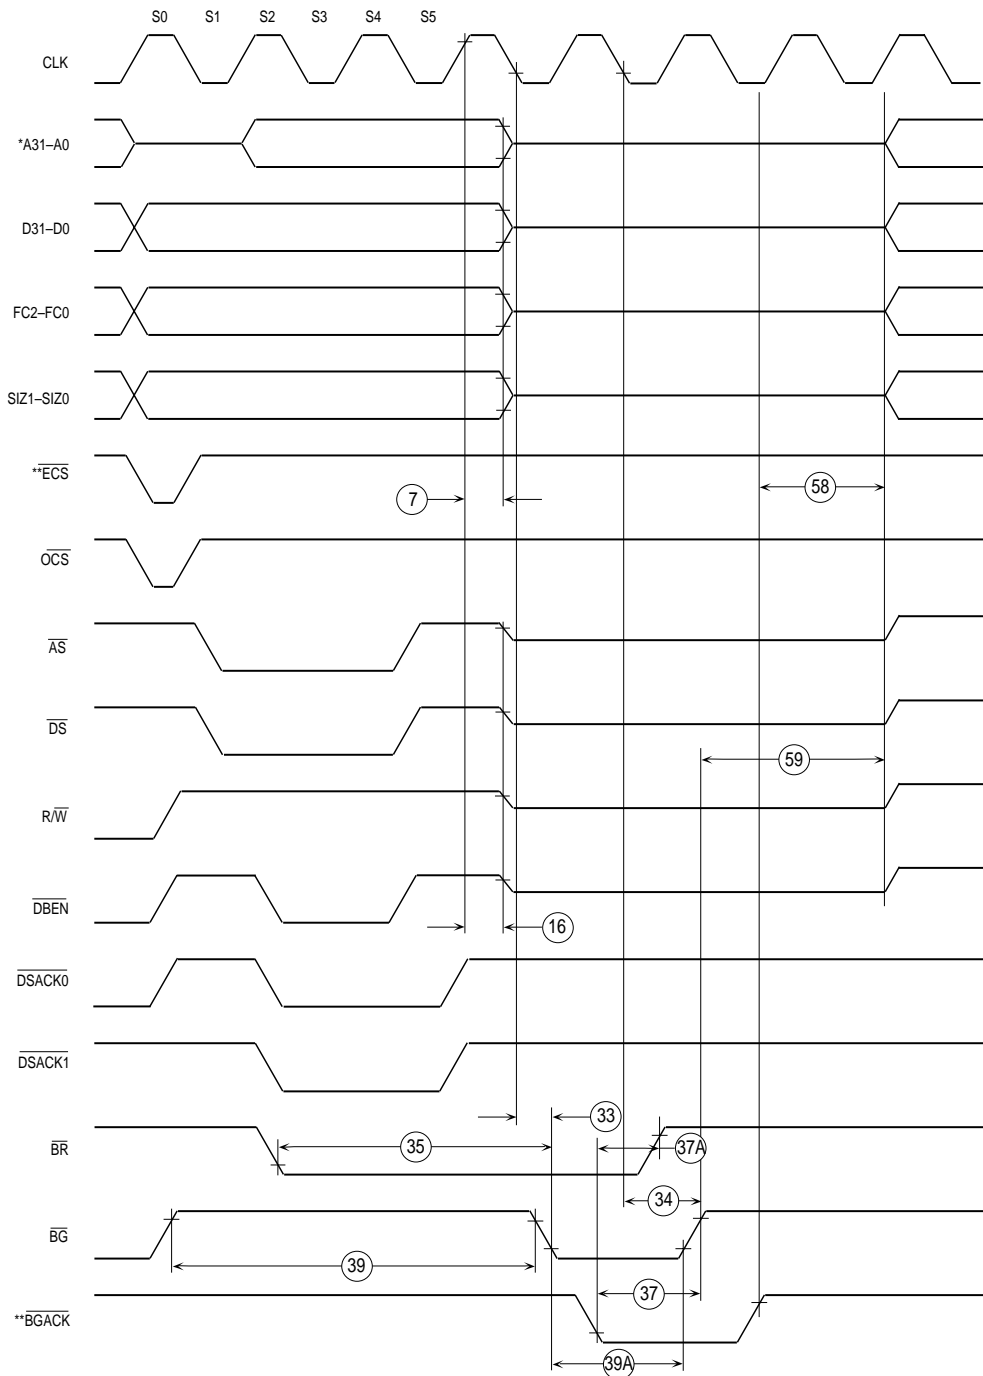 S0 S1 S2 S3 S4 S5
CLK
*A31–A0
D31–D0
FC2–FC0
SIZ1–SIZ0
**ECS
7
58
OCS
AS
DS
59
R/W
DBEN
16
DSACK0
DSACK1
33
BR
35
37A
34
BG
39
37
**BGACK
39A